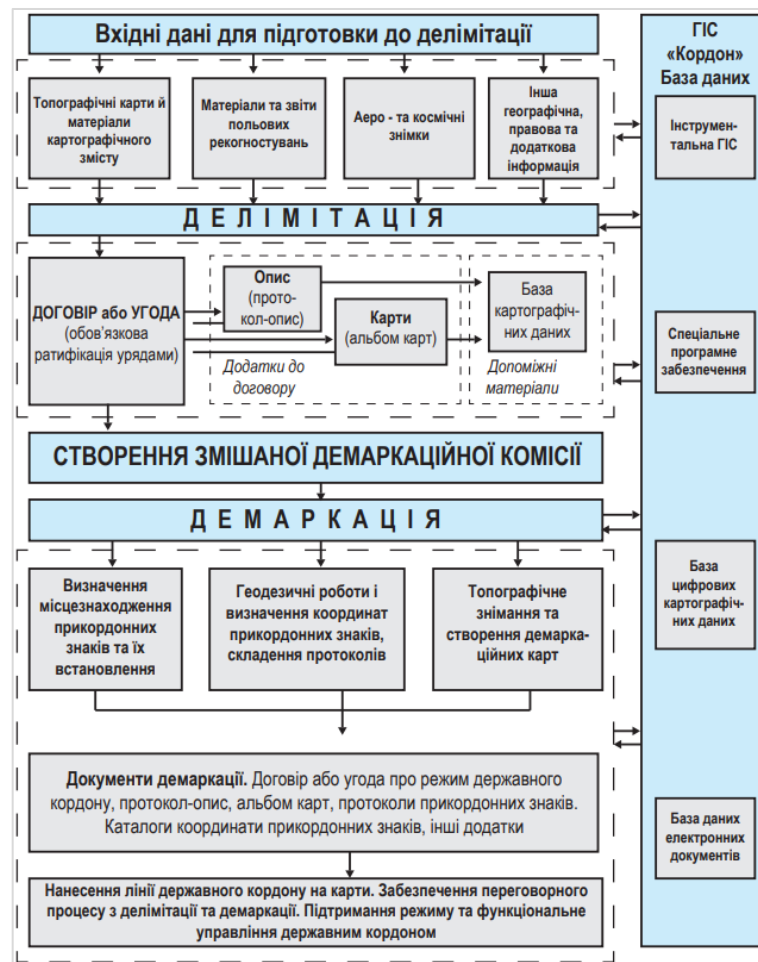 Вхідні дані для підготовки до делімітації
Топографічні карти й
матеріали
картографічного
змісту
Матеріали та звіти
польових
рекогностувань
Аеро - та космічні
знімки
Інша
географічна,
правова та
додаткова
інформація
ДЕЛІМІТАЦІЯ
ДОГОВІР або УГОДА
(обов’язкова
ратифікація урядами)
Опис
(прото-
кол-опис)
Карти
(альбом карт)
Додатки до
договору
База
картографіч-
них даних
Допоміжні
матеріали
СТВОРЕННЯ ЗМІШАНОЇ ДЕМАРКАЦІЙНОЇ КОМІСІЇ
ДЕМАРКАЦІЯ
Визначення
місцезнаходження
прикордонних
знаків та їх
встановлення
Геодезичні роботи і
визначення координат
прикордонних знаків,
складення протоколів
Топографічне
знімання та
створення демарка-
ційних карт
Документи демаркації. Договір або угода про режим державного
кордону, протокол-опис, альбом карт, протоколи прикордонних знаків.
Каталоги координати прикордонних знаків, інші додатки
Нанесення лінії державного кордону на карти. Забезпечення переговорного
процесу з делімітації та демаркації. Підтримання режиму та функціональне
управління державним кордоном
ГІС
«Кордон»
База даних
Інструмен-
тальна ГІС
Спеціальне
програмне
забезпечення
База
цифрових
картографіч-
них даних
База даних
електронних
документів